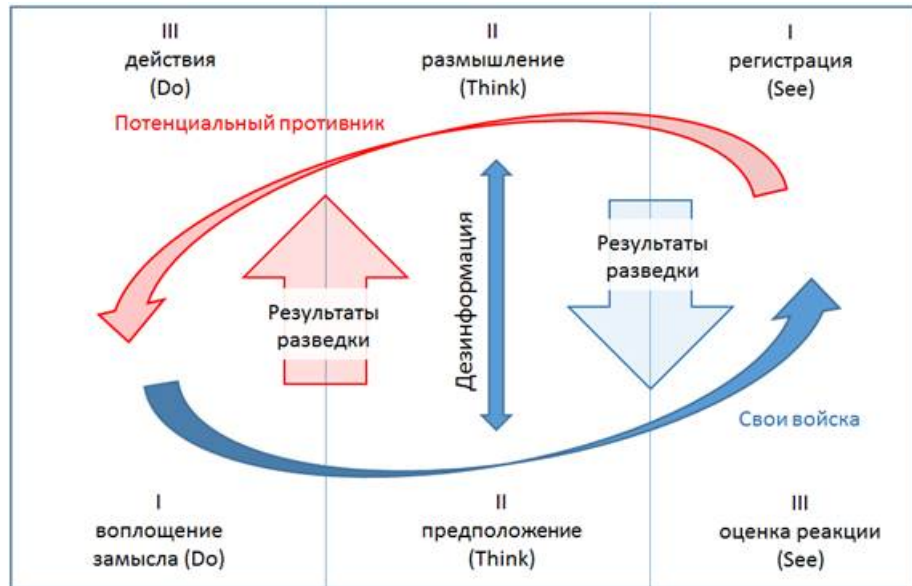 III
действия
(Do)
II
размышление
(Think)
I
регистрация
(See)
Потенциальный противник
Результаты
разведки
Дезинформация
Результаты
разведки
Свои войска
I
воплощение
замысла (Do)
II
предположение
(Think)
III
оценка реакции
(See)